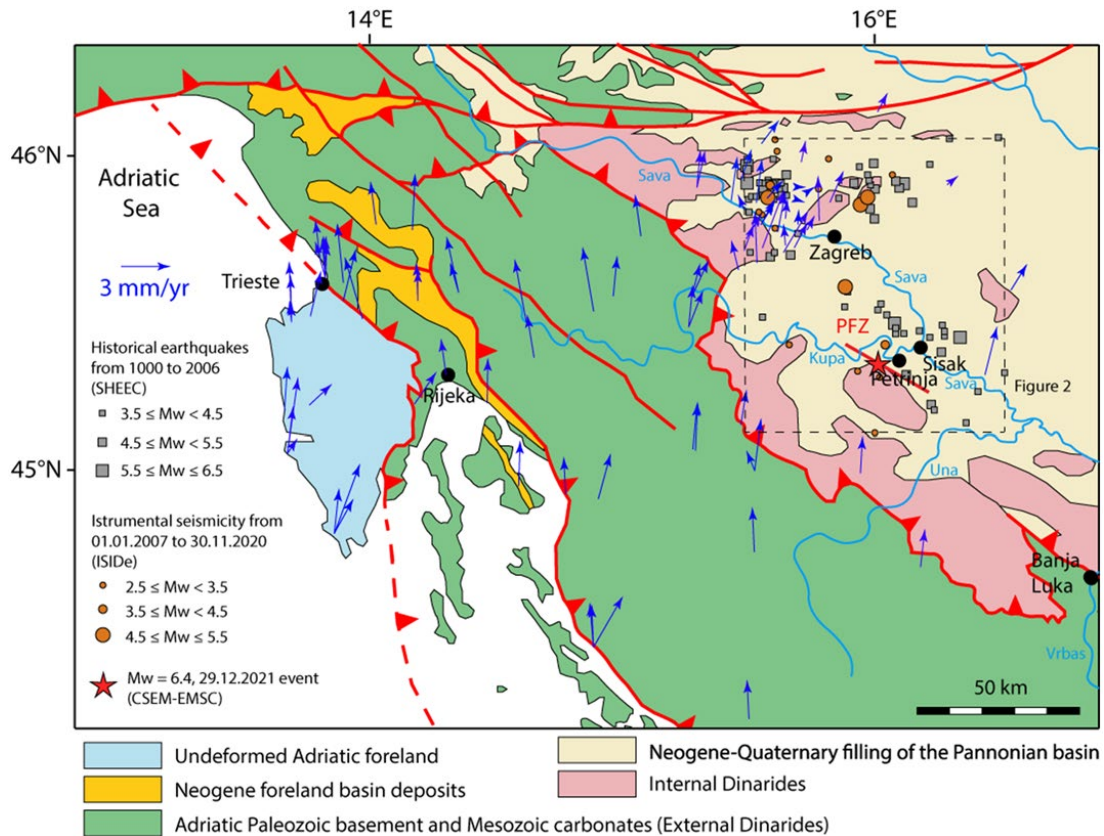 14°E
16°E
46°N
45°N
Adriatic
Sea
3 mm/yr
Trieste
Rijeka
Sava
Zagreb
Sava
PFZ
Kupa
Sisak
Petrinja
Sava
Figure 2
Una
Banja
Luka
Vrbas
50 km
Historical earthquakes
from 1000 to 2006
(SHEEC)
3.5 ≤ Mw < 4.5
4.5 ≤ Mw < 5.5
5.5 ≤ Mw ≤ 6.5
Istrumental seismicity from
01.01.2007 to 30.11.2020
(ISIDe)
2.5 ≤ Mw < 3.5
3.5 ≤ Mw < 4.5
4.5 ≤ Mw ≤ 5.5
Mw = 6.4, 29.12.2021 event
(CSEM-EMSC)
Undeformed Adriatic foreland
Neogene foreland basin deposits
Adriatic Paleozoic basement and Mesozoic carbonates (External Dinarides)
Neogene-Quaternary filling of the Pannonian basin
Internal Dinarides